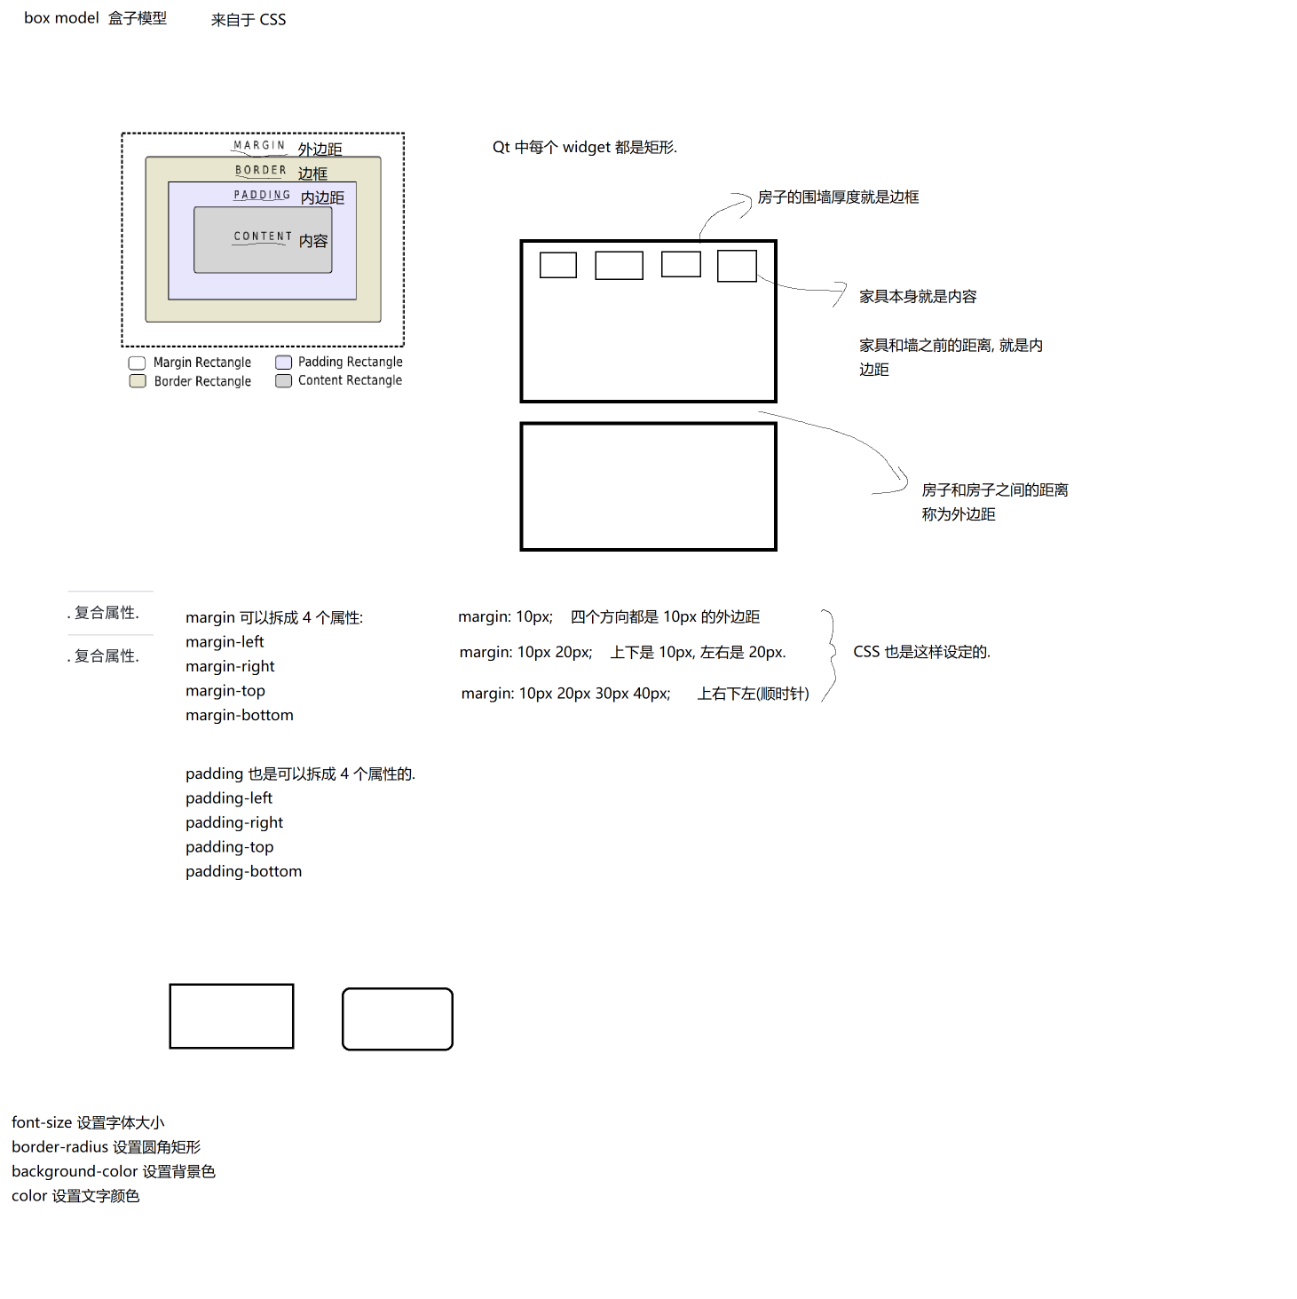 box model 盒子模型
来自于 CSS
MARGIN 外边距
BORDER 边框
PADDING 内边距
CONTENT 内容
Margin Rectangle
Padding Rectangle
Border Rectangle
Content Rectangle
Qt 中每个 widget 都是矩形.
房子的围墙厚度就是边框
家具本身就是内容
家具和墙之前的距离, 就是内
边距
房子和房子之间的距离
称为外边距
. 复合属性.
. 复合属性.
margin 可以拆成 4 个属性:
margin-left
margin-right
margin-top
margin-bottom
margin: 10px; 四个方向都是 10px 的外边距
margin: 10px 20px; 上下是 10px, 左右是 20px.
margin: 10px 20px 30px 40px; 上右下左(顺时针)
CSS 也是这样设定的.
padding 也是可以拆成 4 个属性的.
padding-left
padding-right
padding-top
padding-bottom
font-size 设置字体大小
border-radius 设置圆角矩形
background-color 设置背景色
color 设置文字颜色